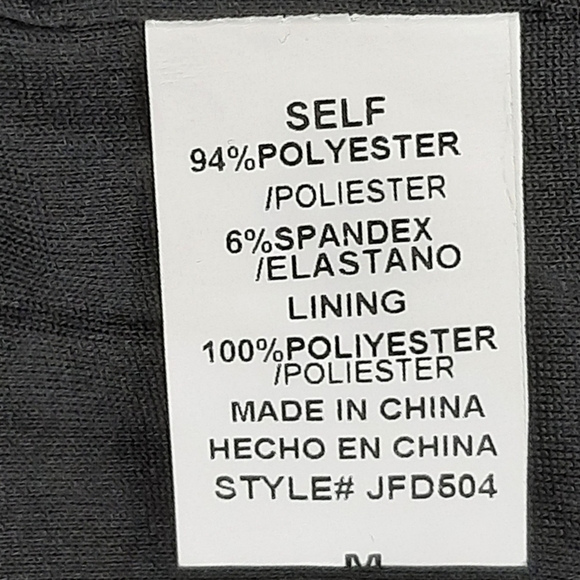 SELF
94%POLYESTER
/POLIESTER
6%SPANDEX
/ELASTANO
LINING
100%POLIYESTER
/POLIESTER
MADE IN CHINA
HECHO EN CHINA
STYLE# JFD504
M